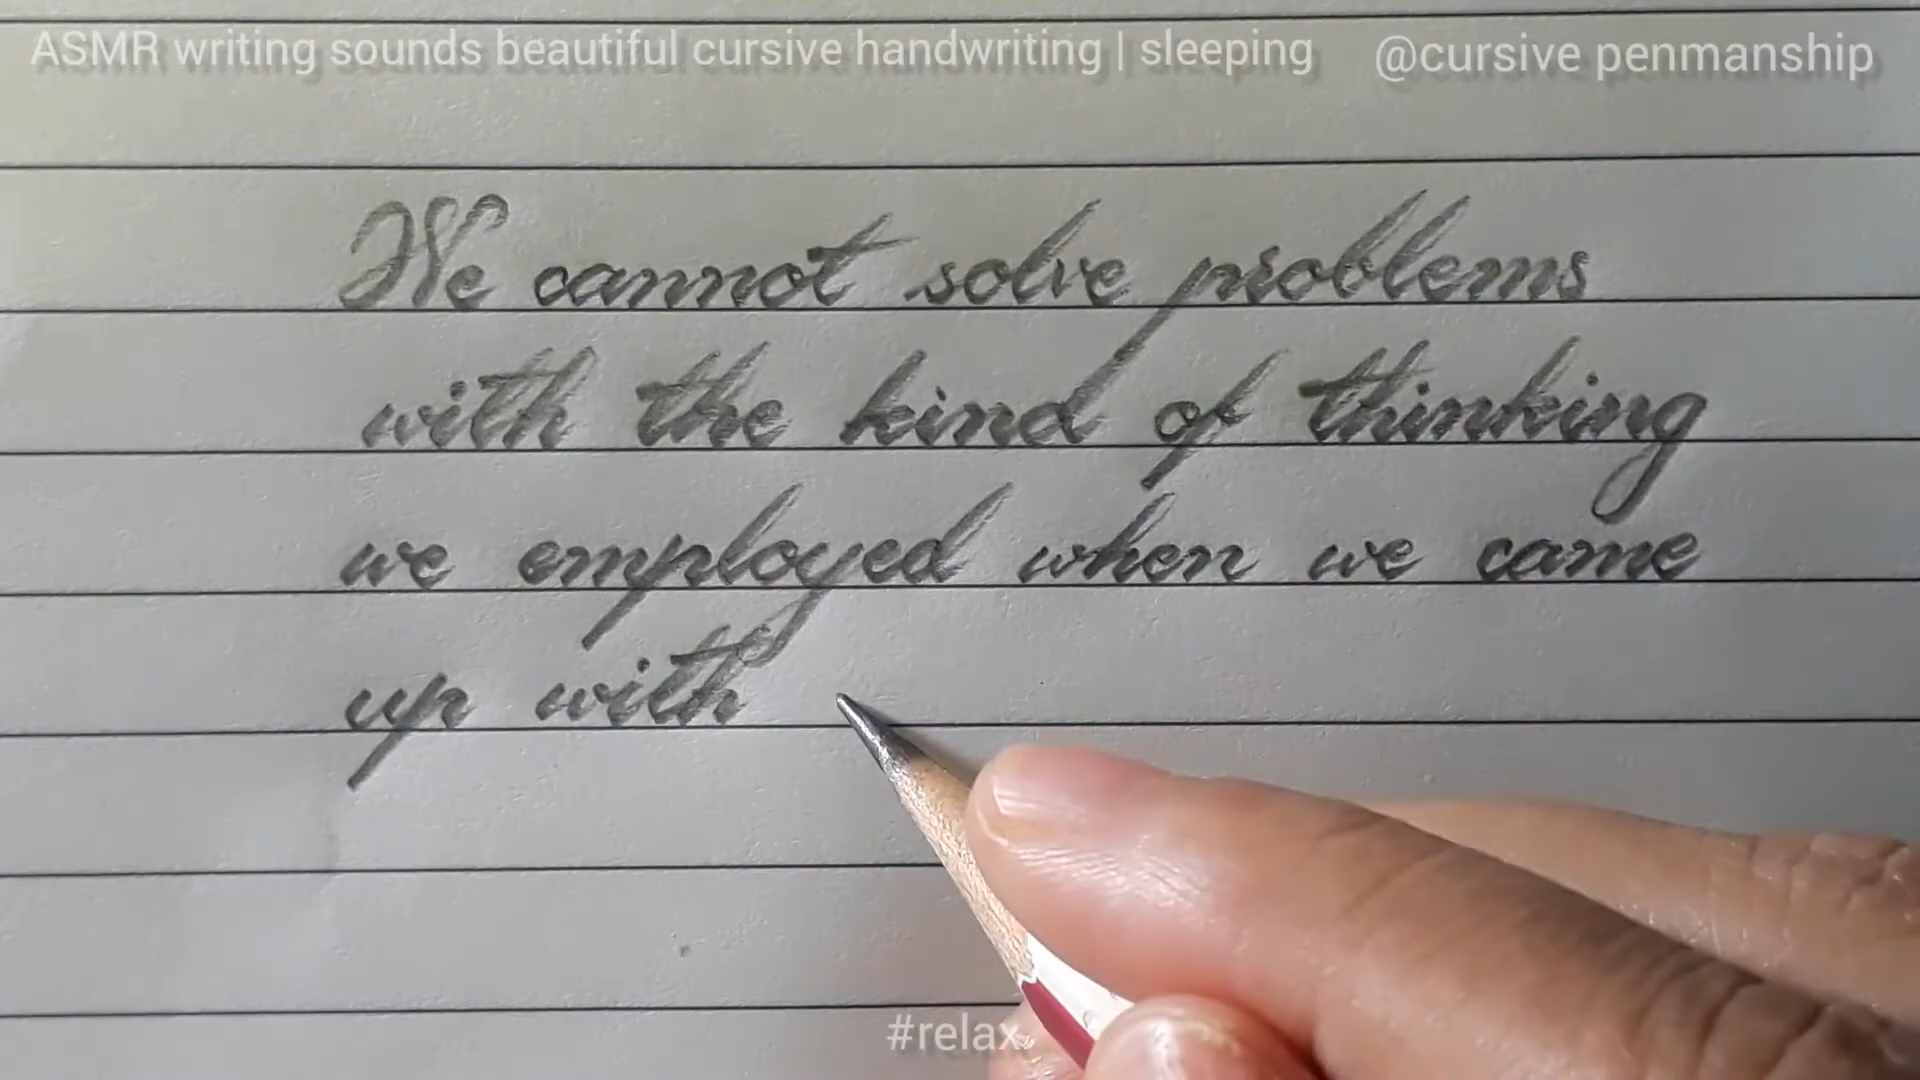 ASMR writing sounds beautiful cursive handwriting | sleeping @cursive penmanship
We cannot solve problems
with the kind of thinking
we employed when we came
up with
#relax